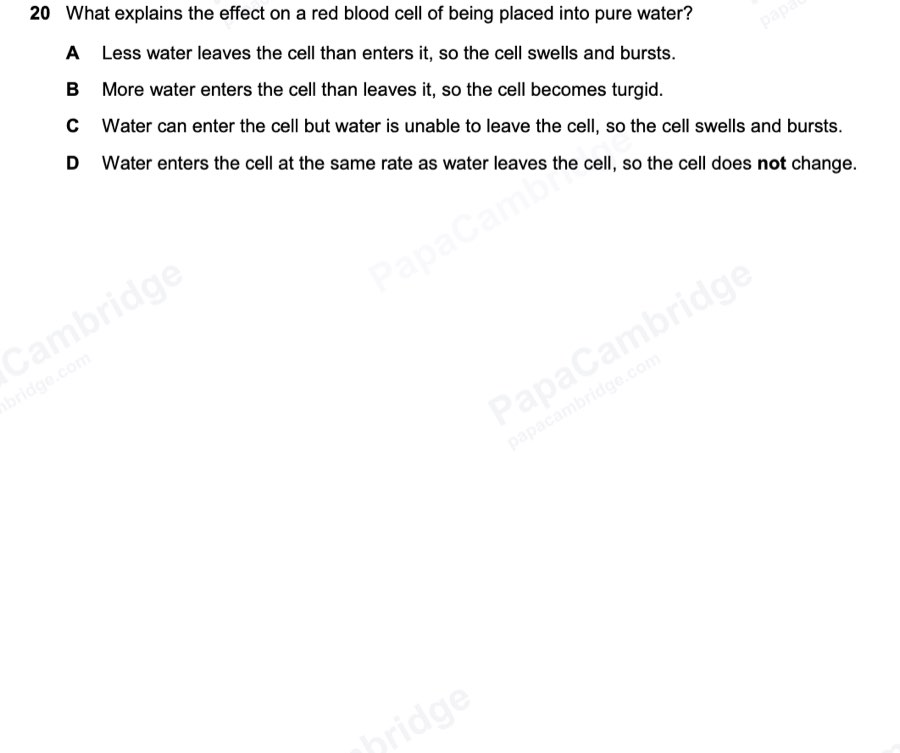 20 What explains the effect on a red blood cell of being placed into pure water?
A Less water leaves the cell than enters it, so the cell swells and bursts.
B More water enters the cell than leaves it, so the cell becomes turgid.
C Water can enter the cell but water is unable to leave the cell, so the cell swells and bursts.
D Water enters the cell at the same rate as water leaves the cell, so the cell does not change.
PapaCambridge
Cambridge
PapaCambridge
papacambridge.com
bridge